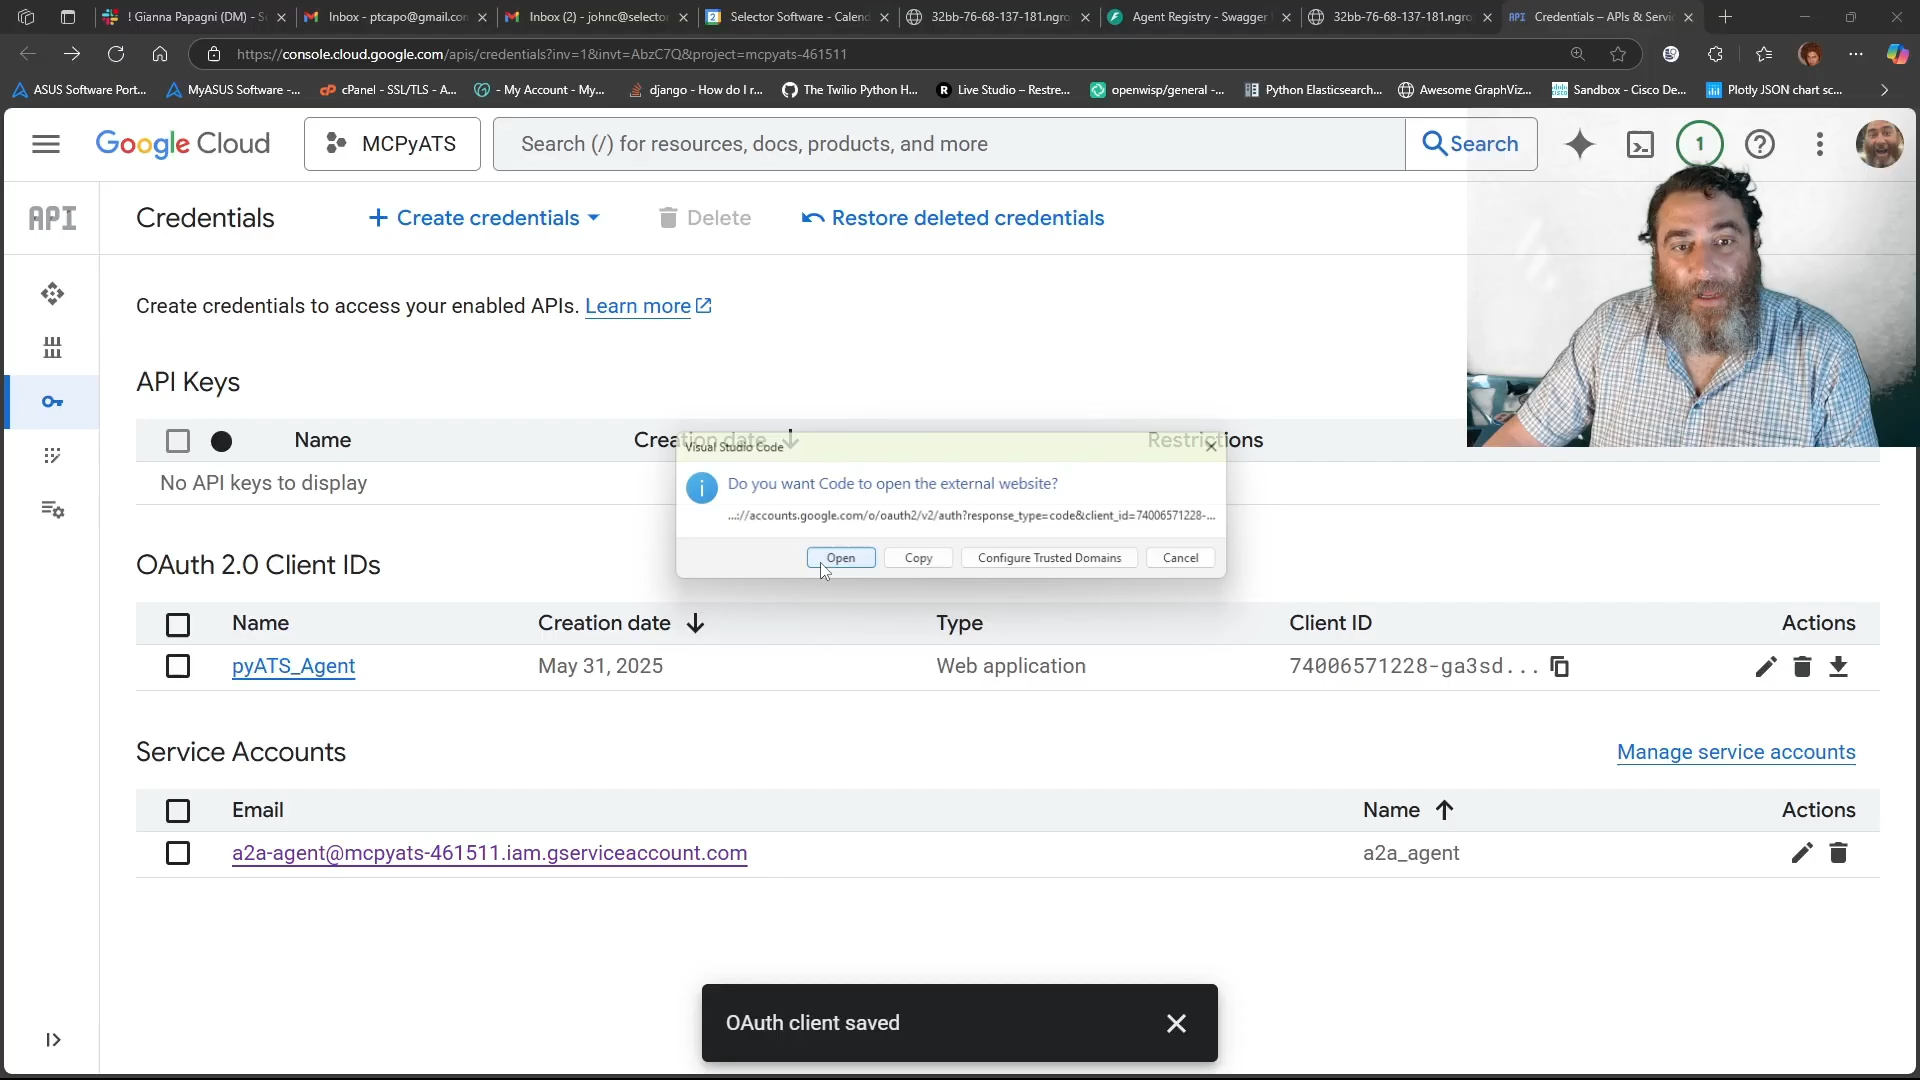 ! Gianna Papagni (DM) - S
Inbox - ptcapo@gmail.com
Inbox (2) - johnc@selector
Selector Software - Calend
32bb-76-68-137-181.ngro
Agent Registry - Swagger
32bb-76-68-137-181.ngro
API Credentials – APIs & Servic
https://console.cloud.google.com/apis/credentials?inv=1&invt=AbzC7Q&project=mcpyats-461511
ASUS Software Port...
MyASUS Software -...
cPanel - SSL/TLS - A...
- My Account - My...
django - How do I r...
The Twilio Python H...
Live Studio – Restre...
openwisp/general -...
Python Elasticsearch...
Awesome GraphViz...
Sandbox - Cisco De...
Plotly JSON chart sc...
Google Cloud
MCPyATS
Search (/) for resources, docs, products, and more
Search
1
API
Credentials
Create credentials
Delete
Restore deleted credentials
Create credentials to access your enabled APIs. Learn more
API Keys
Name
Creation date
Restrictions
No API keys to display
Visual Studio Code
Do you want Code to open the external website?
...://accounts.google.com/o/oauth2/v2/auth?response_type=code&client_id=74006571228-...
Open
Copy
Configure Trusted Domains
Cancel
OAuth 2.0 Client IDs
Name
Creation date
Type
Client ID
Actions
pyATS_Agent
May 31, 2025
Web application
74006571228-ga3sd...
Service Accounts
Manage service accounts
Email
Name
Actions
a2a-agent@mcpyats-461511.iam.gserviceaccount.com
a2a_agent
OAuth client saved